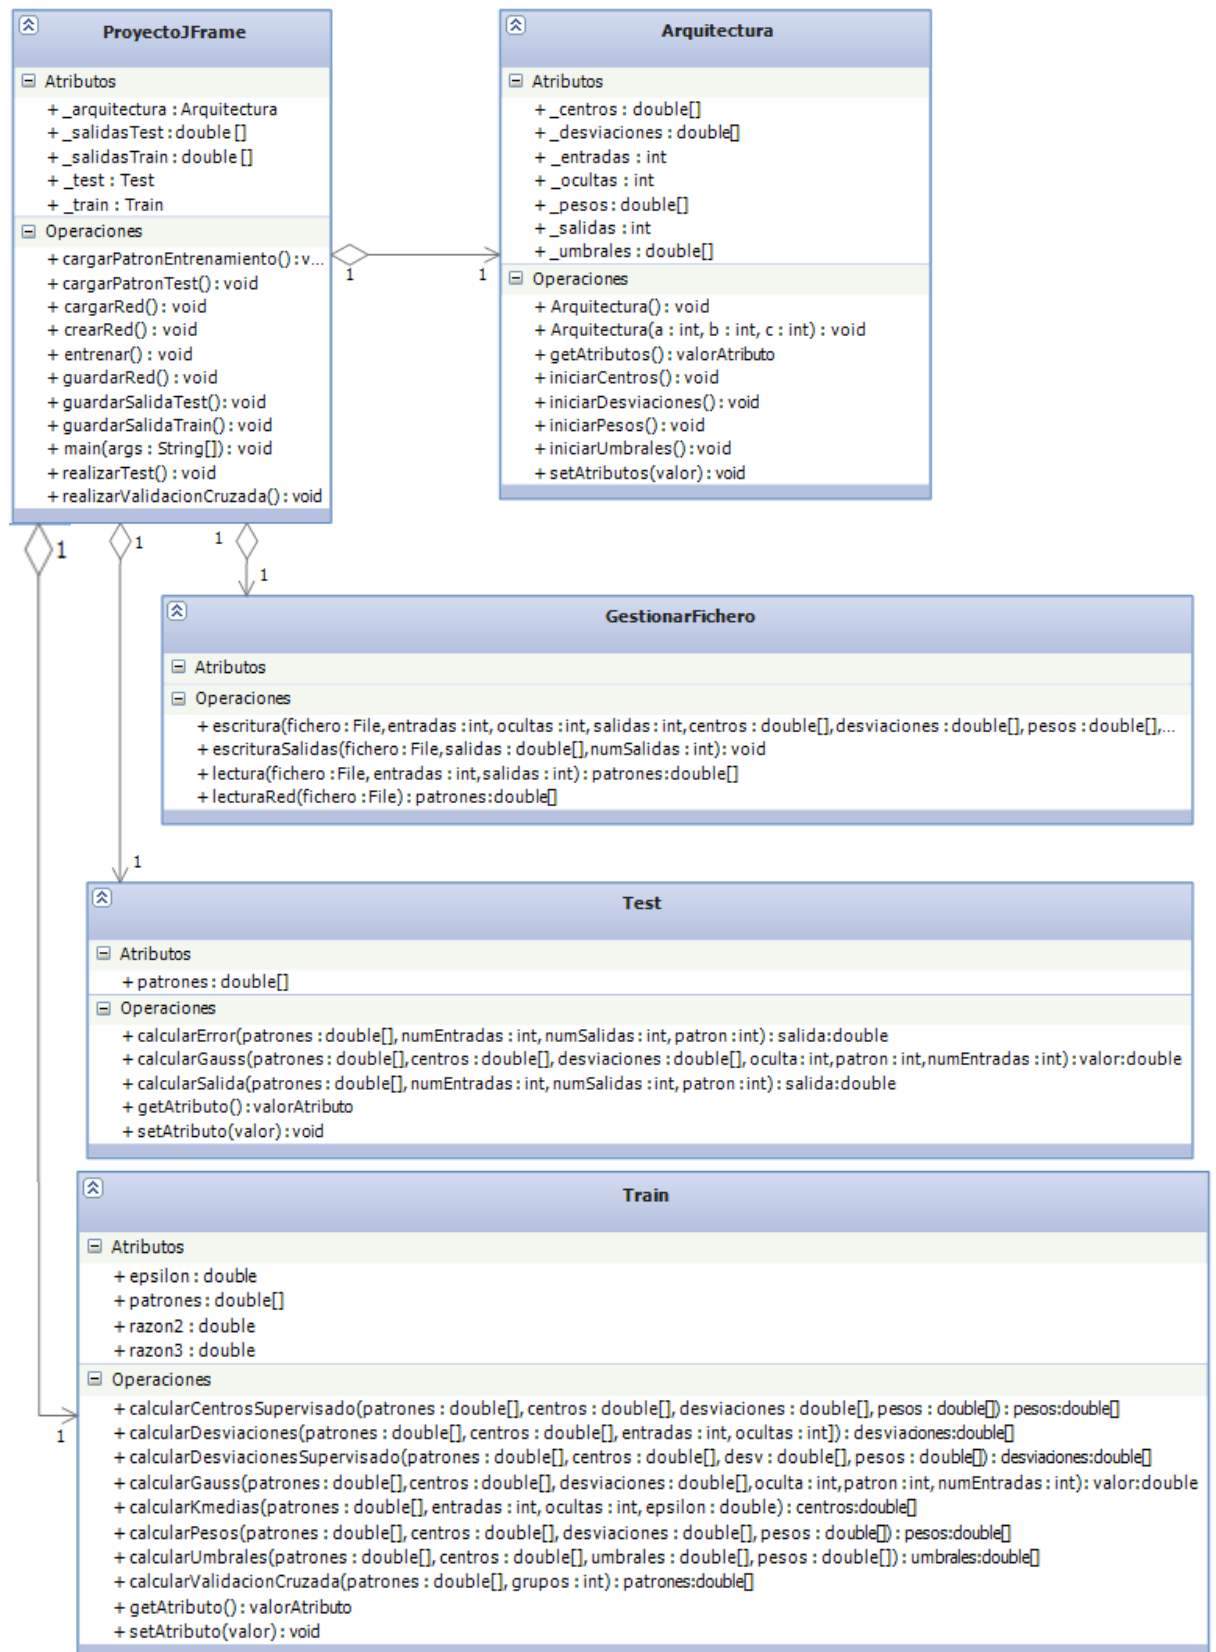 ProyectoJFrame
Atributos
+ _arquitectura : Arquitectura
+ _salidasTest : double []
+ _salidasTrain : double []
+ _test : Test
+ _train : Train
Operaciones
+ cargarPatronEntrenamiento() : v...
+ cargarPatronTest() : void
+ cargarRed() : void
+ crearRed() : void
+ entrenar() : void
+ guardarRed() : void
+ guardarSalidaTest() : void
+ guardarSalidaTrain() : void
+ main(args : String[]) : void
+ realizarTest() : void
+ realizarValidacionCruzada() : void
1
1
Arquitectura
Atributos
+ _centros : double[]
+ _desviaciones : double[]
+ _entradas : int
+ _ocultas : int
+ _pesos : double[]
+ _salidas : int
+ _umbrales : double[]
Operaciones
+ Arquitectura() : void
+ Arquitectura(a : int, b : int, c : int) : void
+ getAtributos() : valorAtributo
+ iniciarCentros() : void
+ iniciarDesviaciones() : void
+ iniciarPesos() : void
+ iniciarUmbrales() : void
+ setAtributos(valor) : void
1
1
1
1
GestionarFichero
Atributos
Operaciones
+ escritura(fichero : File, entradas : int, ocultas : int, salidas : int, centros : double[], desviaciones : double[], pesos : double[],...
+ escrituraSalidas(fichero : File, salidas : double[], numSalidas : int) : void
+ lectura(fichero : File, entradas : int, salidas : int) : patrones:double[]
+ lecturaRed(fichero : File) : patrones:double[]
1
Test
Atributos
+ patrones : double[]
Operaciones
+ calcularError(patrones : double[], numEntradas : int, numSalidas : int, patron : int) : salida:double
+ calcularGauss(patrones : double[], centros : double[], desviaciones : double[], oculta : int, patron : int, numEntradas : int) : valor:double
+ calcularSalida(patrones : double[], numEntradas : int, numSalidas : int, patron : int) : salida:double
+ getAtributo() : valorAtributo
+ setAtributo(valor) : void
Train
Atributos
+ epsilon : double
+ patrones : double[]
+ razon2 : double
+ razon3 : double
Operaciones
1
+ calcularCentrosSupervisado(patrones : double[], centros : double[], desviaciones : double[], pesos : double[]) : pesos:double[]
+ calcularDesviaciones(patrones : double[], centros : double[], entradas : int, ocultas : int]) : desviaciones:double[]
+ calcularDesviacionesSupervisado(patrones : double[], centros : double[], desv : double[], pesos : double[]) : desviaciones:double[]
+ calcularGauss(patrones : double[], centros : double[], desviaciones : double[], oculta : int, patron : int, numEntradas : int) : valor:double
+ calcularKmedias(patrones : double[], entradas : int, ocultas : int, epsilon : double) : centros:double[]
+ calcularPesos(patrones : double[], centros : double[], desviaciones : double[], pesos : double[]) : pesos:double[]
+ calcularUmbrales(patrones : double[], centros : double[], umbrales : double[], pesos : double[]) : umbrales:double[]
+ calcularValidacionCruzada(patrones : double[], grupos : int) : patrones:double[]
+ getAtributo() : valorAtributo
+ setAtributo(valor) : void